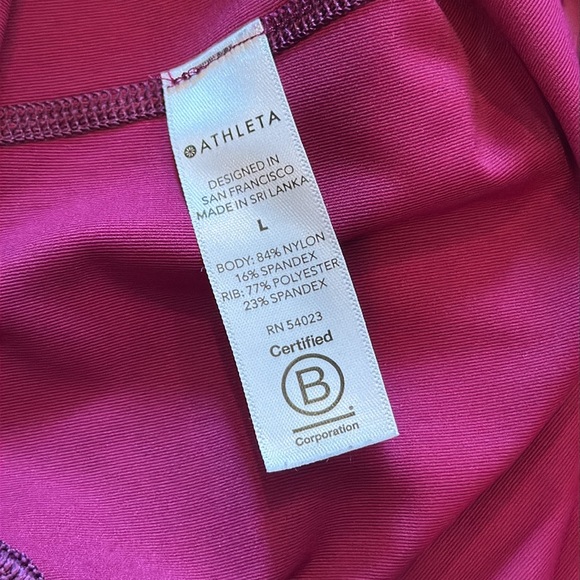 ATHLETA
DESIGNED IN
SAN FRANCISCO
MADE IN SRI LANKA
L
BODY: 84% NYLON
16% SPANDEX
RIB: 77% POLYESTER
23% SPANDEX
RN 54023
Certified
B
Corporation